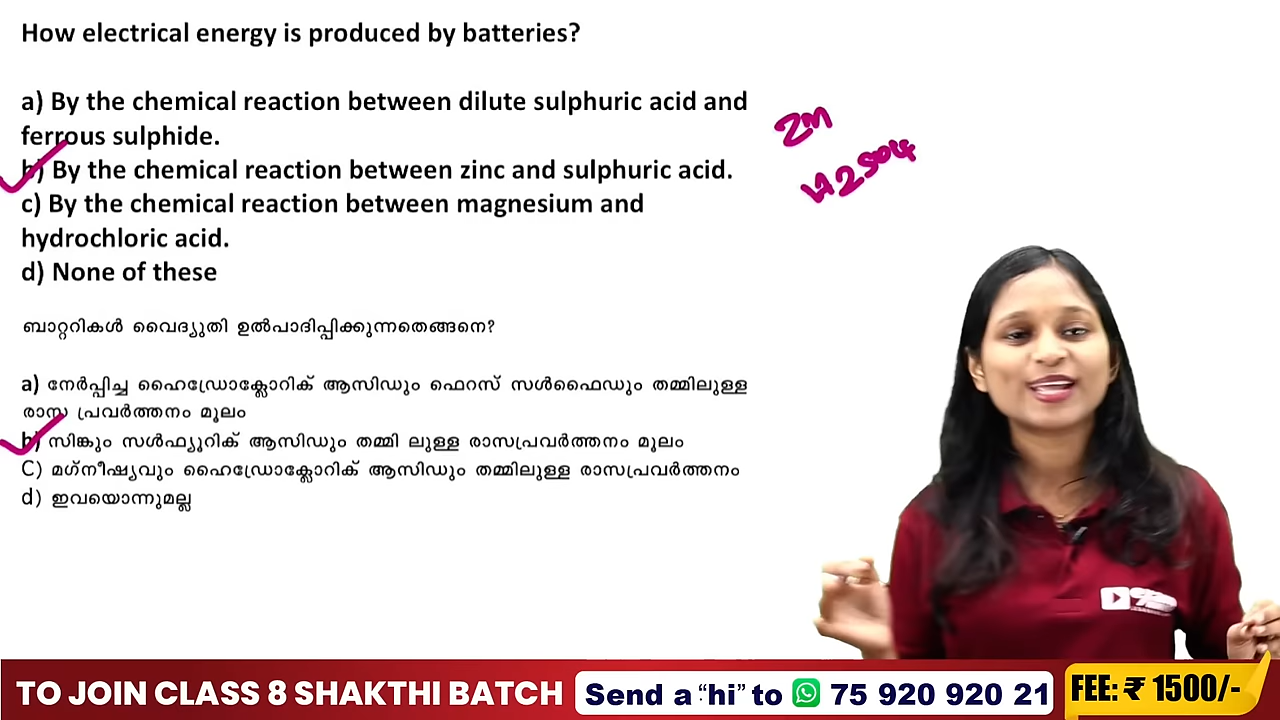 How electrical energy is produced by batteries?
a) By the chemical reaction between dilute sulphuric acid and
ferrous sulphide.
b) By the chemical reaction between zinc and sulphuric acid.
c) By the chemical reaction between magnesium and
hydrochloric acid.
d) None of these
Zn
H2SO4
ബാറ്ററികൾ വൈദ്യുതി ഉൽപാദിപ്പിക്കുന്നതെങ്ങനെ?
a) നേർപ്പിച്ച ഹൈഡ്രോക്ലോറിക് ആസിഡും ഫെറസ് സൾഫൈഡും തമ്മിലുള്ള
രാസ പ്രവർത്തനം മൂലം
b) സിങ്കും സൾഫ്യൂറിക് ആസിഡും തമ്മി ലുള്ള രാസപ്രവർത്തനം മൂലം
C) മഗ്നീഷ്യവും ഹൈഡ്രോക്ലോറിക് ആസിഡും തമ്മിലുള്ള രാസപ്രവർത്തനം
d) ഇവയൊന്നുമല്ല
TO JOIN CLASS 8 SHAKTHI BATCH Send a “hi” to 75 920 920 21 FEE: ₹ 1500/-